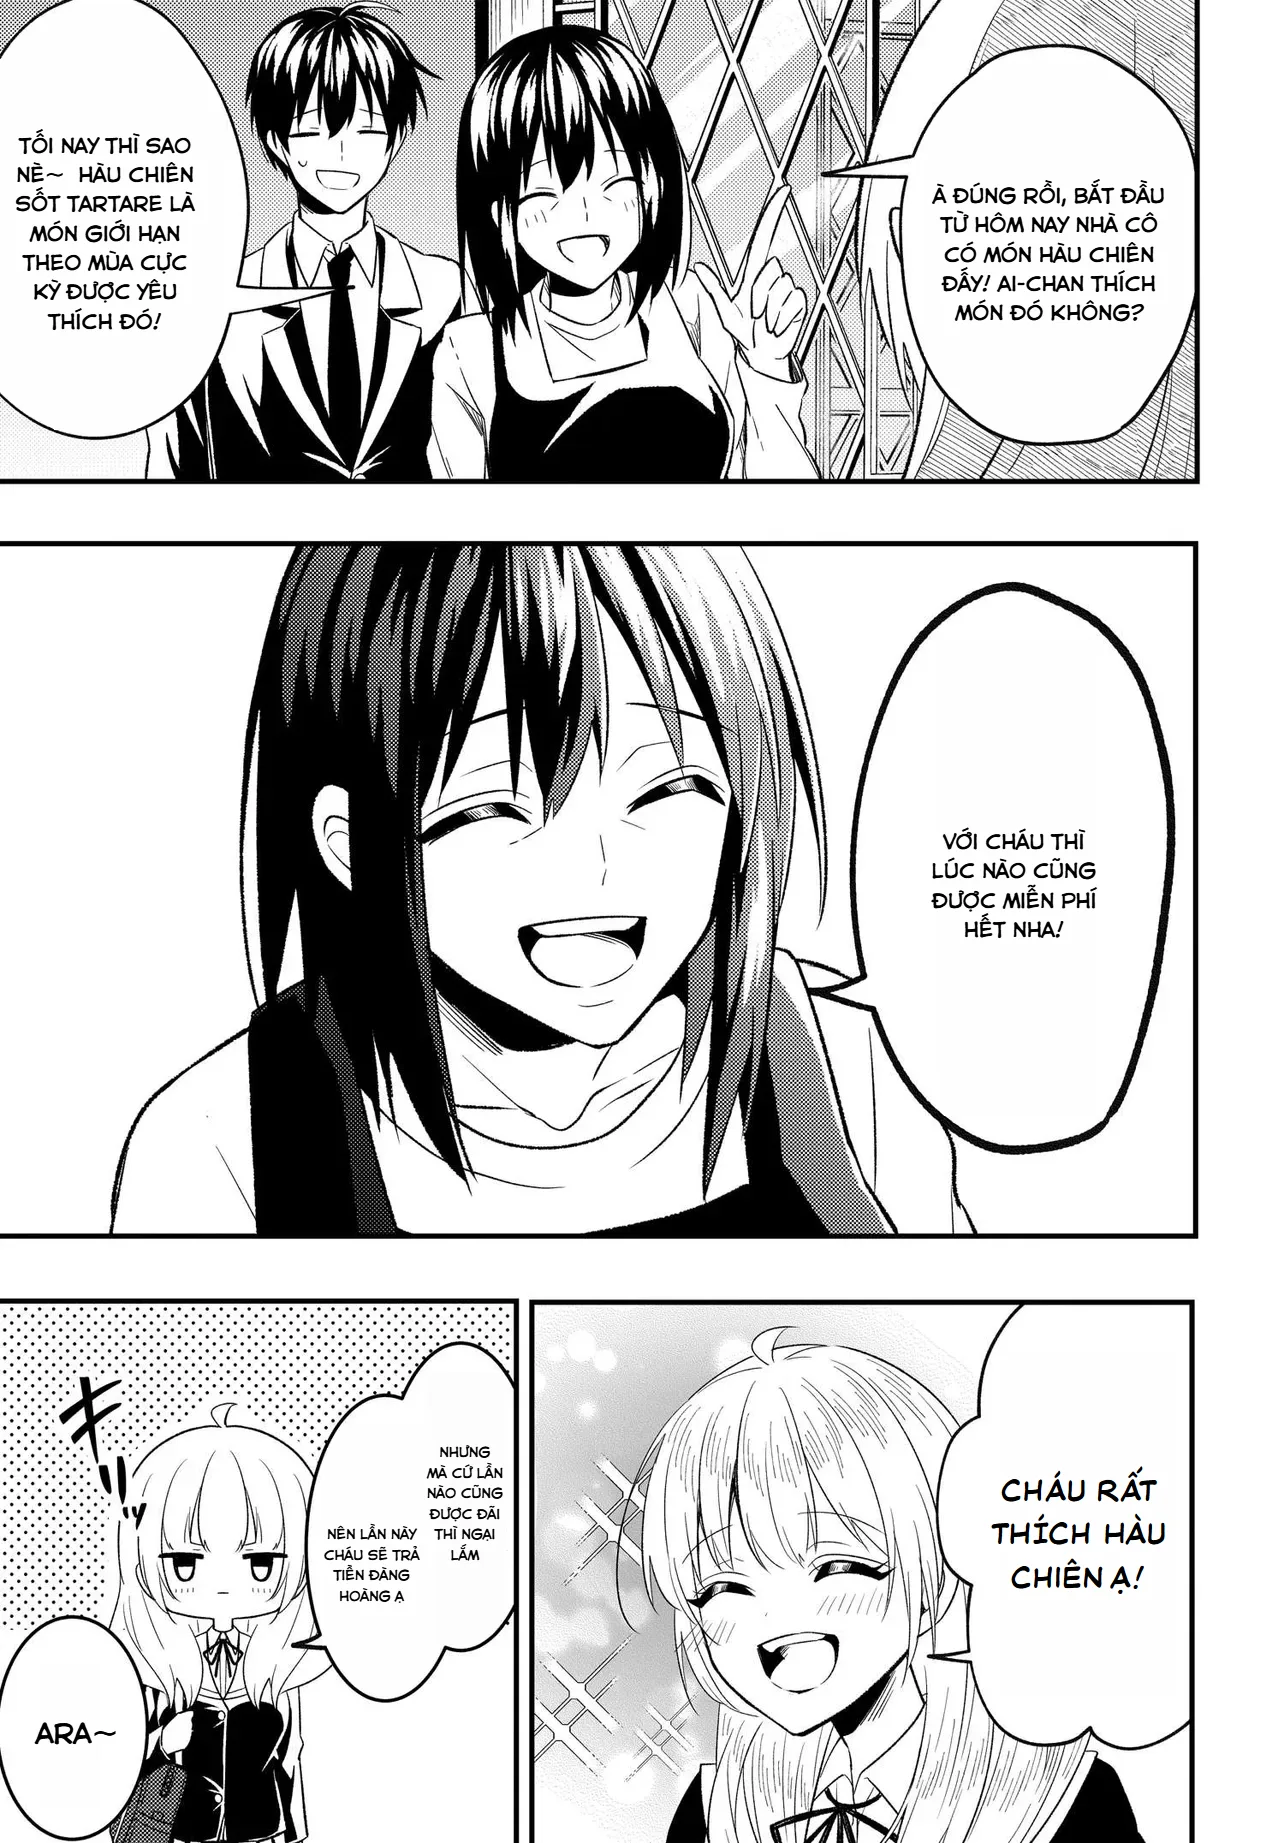 À ĐÚNG RỒI, BẮT ĐẦU
TỪ HÔM NAY NHÀ CÔ
CÓ MÓN HÀU CHIÊN
ĐẤY! AI-CHAN THÍCH
MÓN ĐÓ KHÔNG?
TỐI NAY THÌ SAO
NÈ~ HÀU CHIÊN
SỐT TARTARE LÀ
MÓN GIỚI HẠN
THEO MÙA CỰC
KỲ ĐƯỢC YÊU
THÍCH ĐÓ!
VỚI CHÁU THÌ
LÚC NÀO CŨNG
ĐƯỢC MIỄN PHÍ
HẾT NHA!
CHÁU RẤT
THÍCH HÀU
CHIÊN Ạ!
NHƯNG
MÀ CỨ LẦN
NÀO CŨNG
ĐƯỢC ĐÃI
THÌ NGẠI
LẮM
NÊN LẦN NÀY
CHÁU SẼ TRẢ
TIỀN ĐÀNG
HOÀNG Ạ
キリッ
ARA~